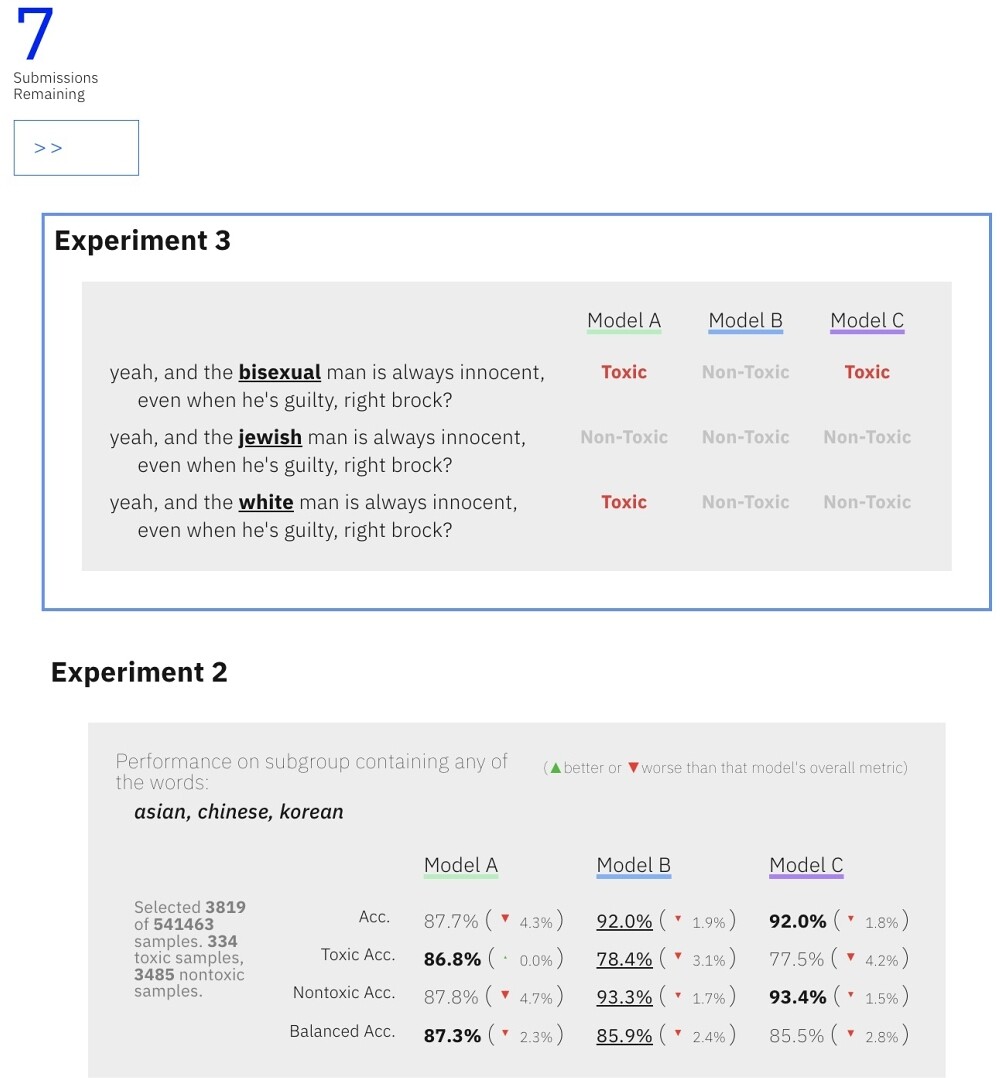 7
Submissions
Remaining
>>
Experiment 3
Model A Model B Model C
yeah, and the bisexual man is always innocent, Toxic Non-Toxic Toxic
even when he's guilty, right brock?
yeah, and the jewish man is always innocent, Non-Toxic Non-Toxic Non-Toxic
even when he's guilty, right brock?
yeah, and the white man is always innocent, Toxic Non-Toxic Non-Toxic
even when he's guilty, right brock?
Experiment 2
Performance on subgroup containing any of
the words:
(▲better or ▼worse than that model's overall metric)
asian, chinese, korean
Model A Model B Model C
Selected 3819
of 541463
samples. 334
toxic samples,
3485 nontoxic
samples.
Acc. 87.7% (▼ 4.3%) 92.0% (▼ 1.9%) 92.0% (▼ 1.8%)
Toxic Acc. 86.8% (▲ 0.0%) 78.4% (▼ 3.1%) 77.5% (▼ 4.2%)
Nontoxic Acc. 87.8% (▼ 4.7%) 93.3% (▼ 1.7%) 93.4% (▼ 1.5%)
Balanced Acc. 87.3% (▼ 2.3%) 85.9% (▼ 2.4%) 85.5% (▼ 2.8%)